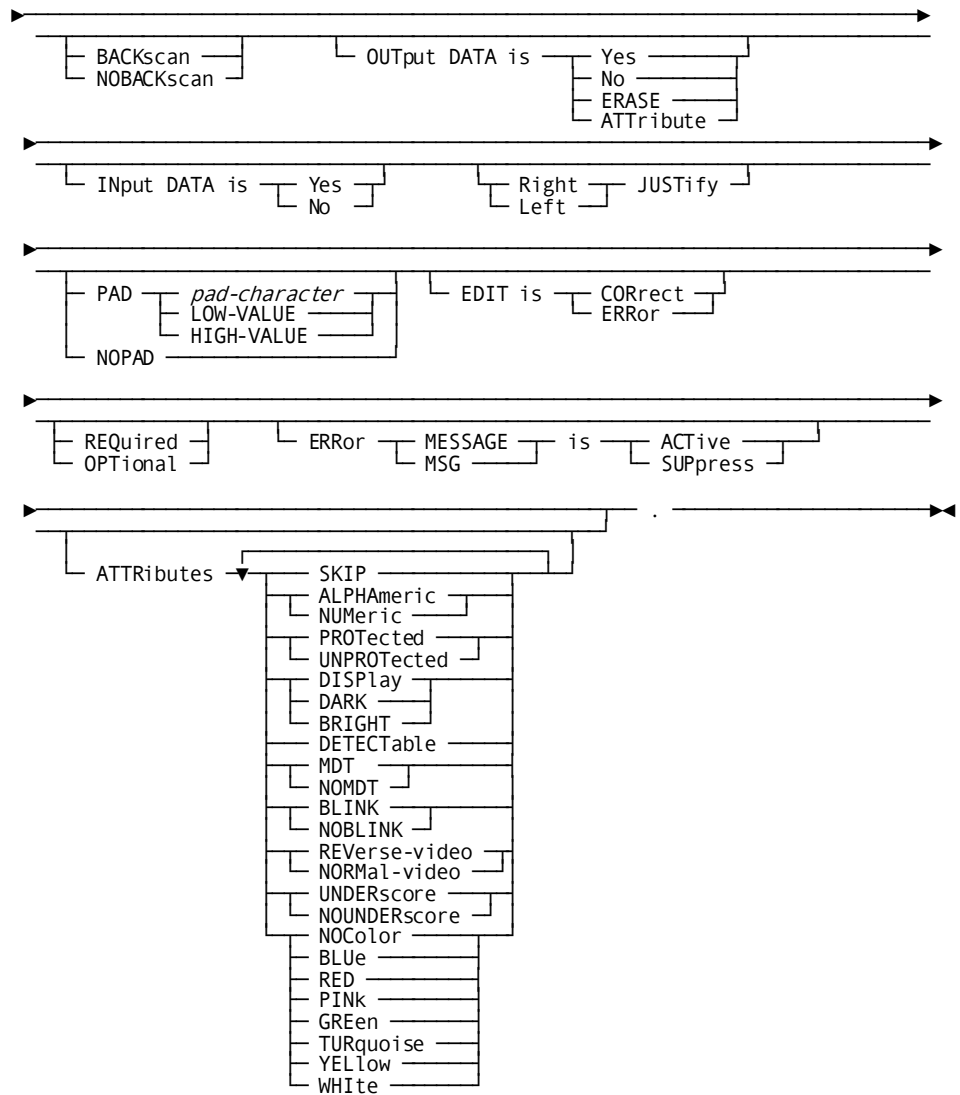 BACKscan OUTput DATA is Yes
NOBACKscan No
ERASE
ATTribute
INput DATA is Yes Right JUSTify
No Left
PAD pad-character EDIT is CORrect
LOW-VALUE ERRor
HIGH-VALUE
NOPAD
REQuired ERRor MESSAGE is ACTive
OPTional MSG SUPpress
.
ATTRibutes SKIP
ALPHAmeric
NUMeric
PROTected
UNPROTected
DISPlay
DARK
BRIGHT
DETECTable
MDT
NOMDT
BLINK
NOBLINK
REVerse-video
NORMal-video
UNDERscore
NOUNDERscore
NOColor
BLUe
RED
PINk
GREen
TURquoise
YELlow
WHIte